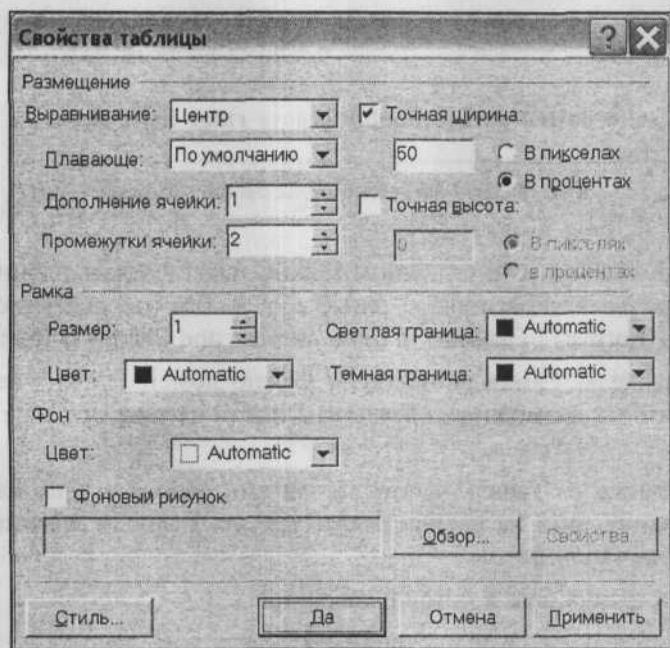 Свойства таблицы
Размещение
Выравнивание: Центр Точная ширина:
Плавающе: По умолчанию 50 В пикселах
В процентах
Дополнение ячейки: 1 Точная высота:
Промежутки ячейки: 2 0 В пикселях
в процентах
Рамка
Размер: 1 Светлая граница: Automatic
Цвет: Automatic Темная граница: Automatic
Фон
Цвет: Automatic
Фоновый рисунок
Обзор... Свойства...
Стиль... Да Отмена Применить